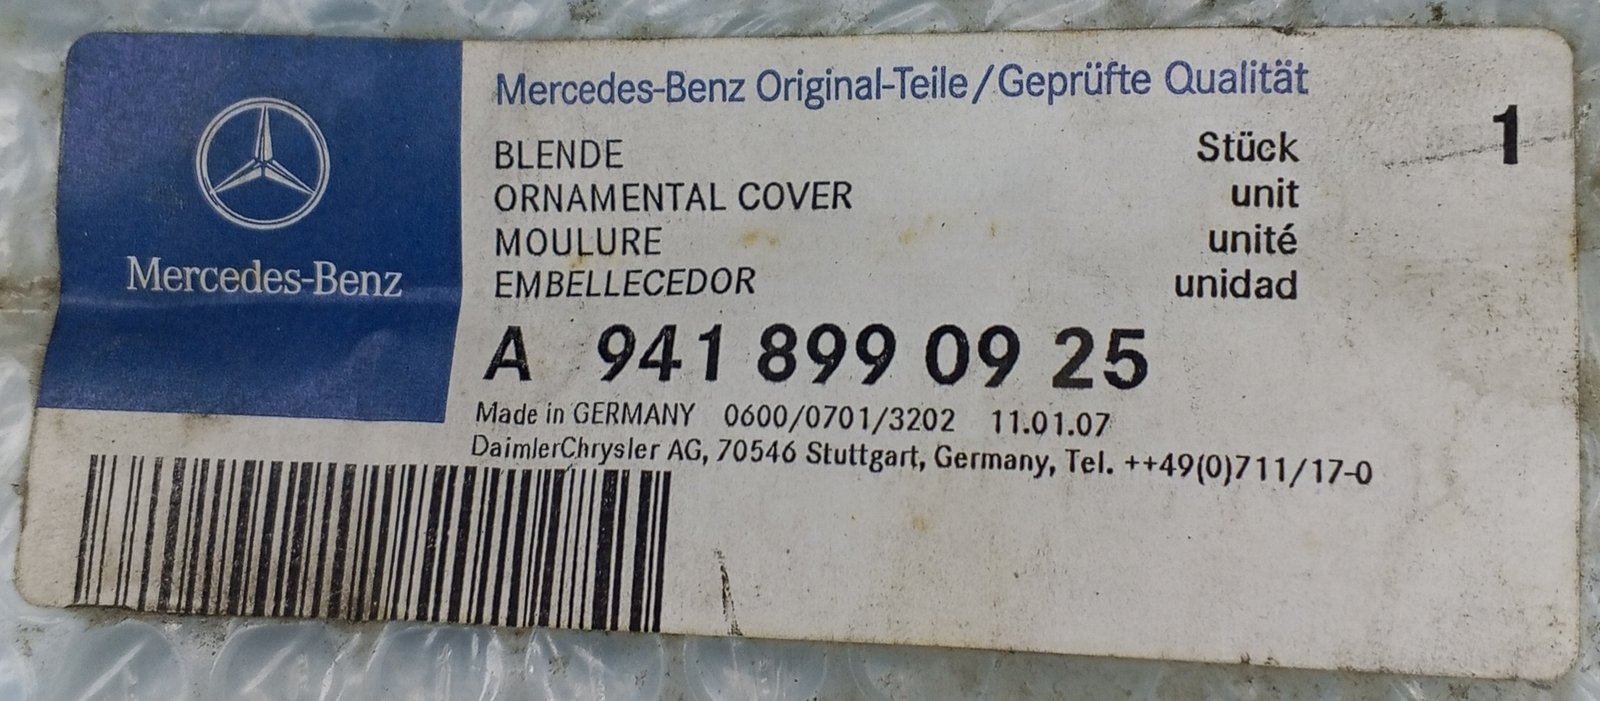 Mercedes-Benz
Mercedes-Benz Original-Teile/Geprüfte Qualität
BLENDE Stück 1
ORNAMENTAL COVER unit
MOULURE unité
EMBELLECEDOR unidad
A 941 899 09 25
Made in GERMANY 0600/0701/3202 11.01.07
DaimlerChrysler AG, 70546 Stuttgart, Germany, Tel. ++49(0)711/17-0